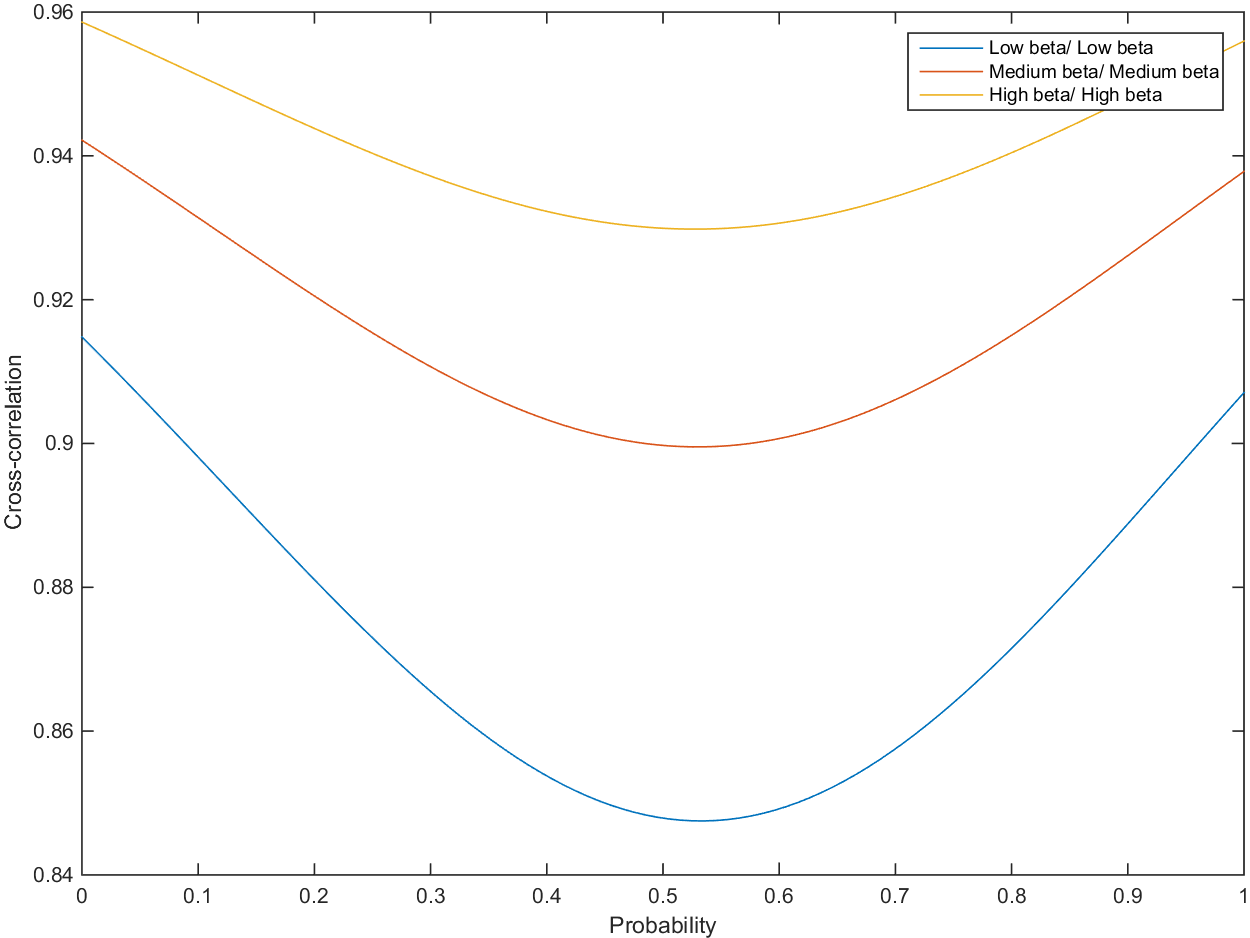 0.96
0.94
0.92
0.9
0.88
0.86
0.84
Cross-correlation
Low beta/ Low beta
Medium beta/ Medium beta
High beta/ High beta
0 0.1 0.2 0.3 0.4 0.5 0.6 0.7 0.8 0.9 1
Probability